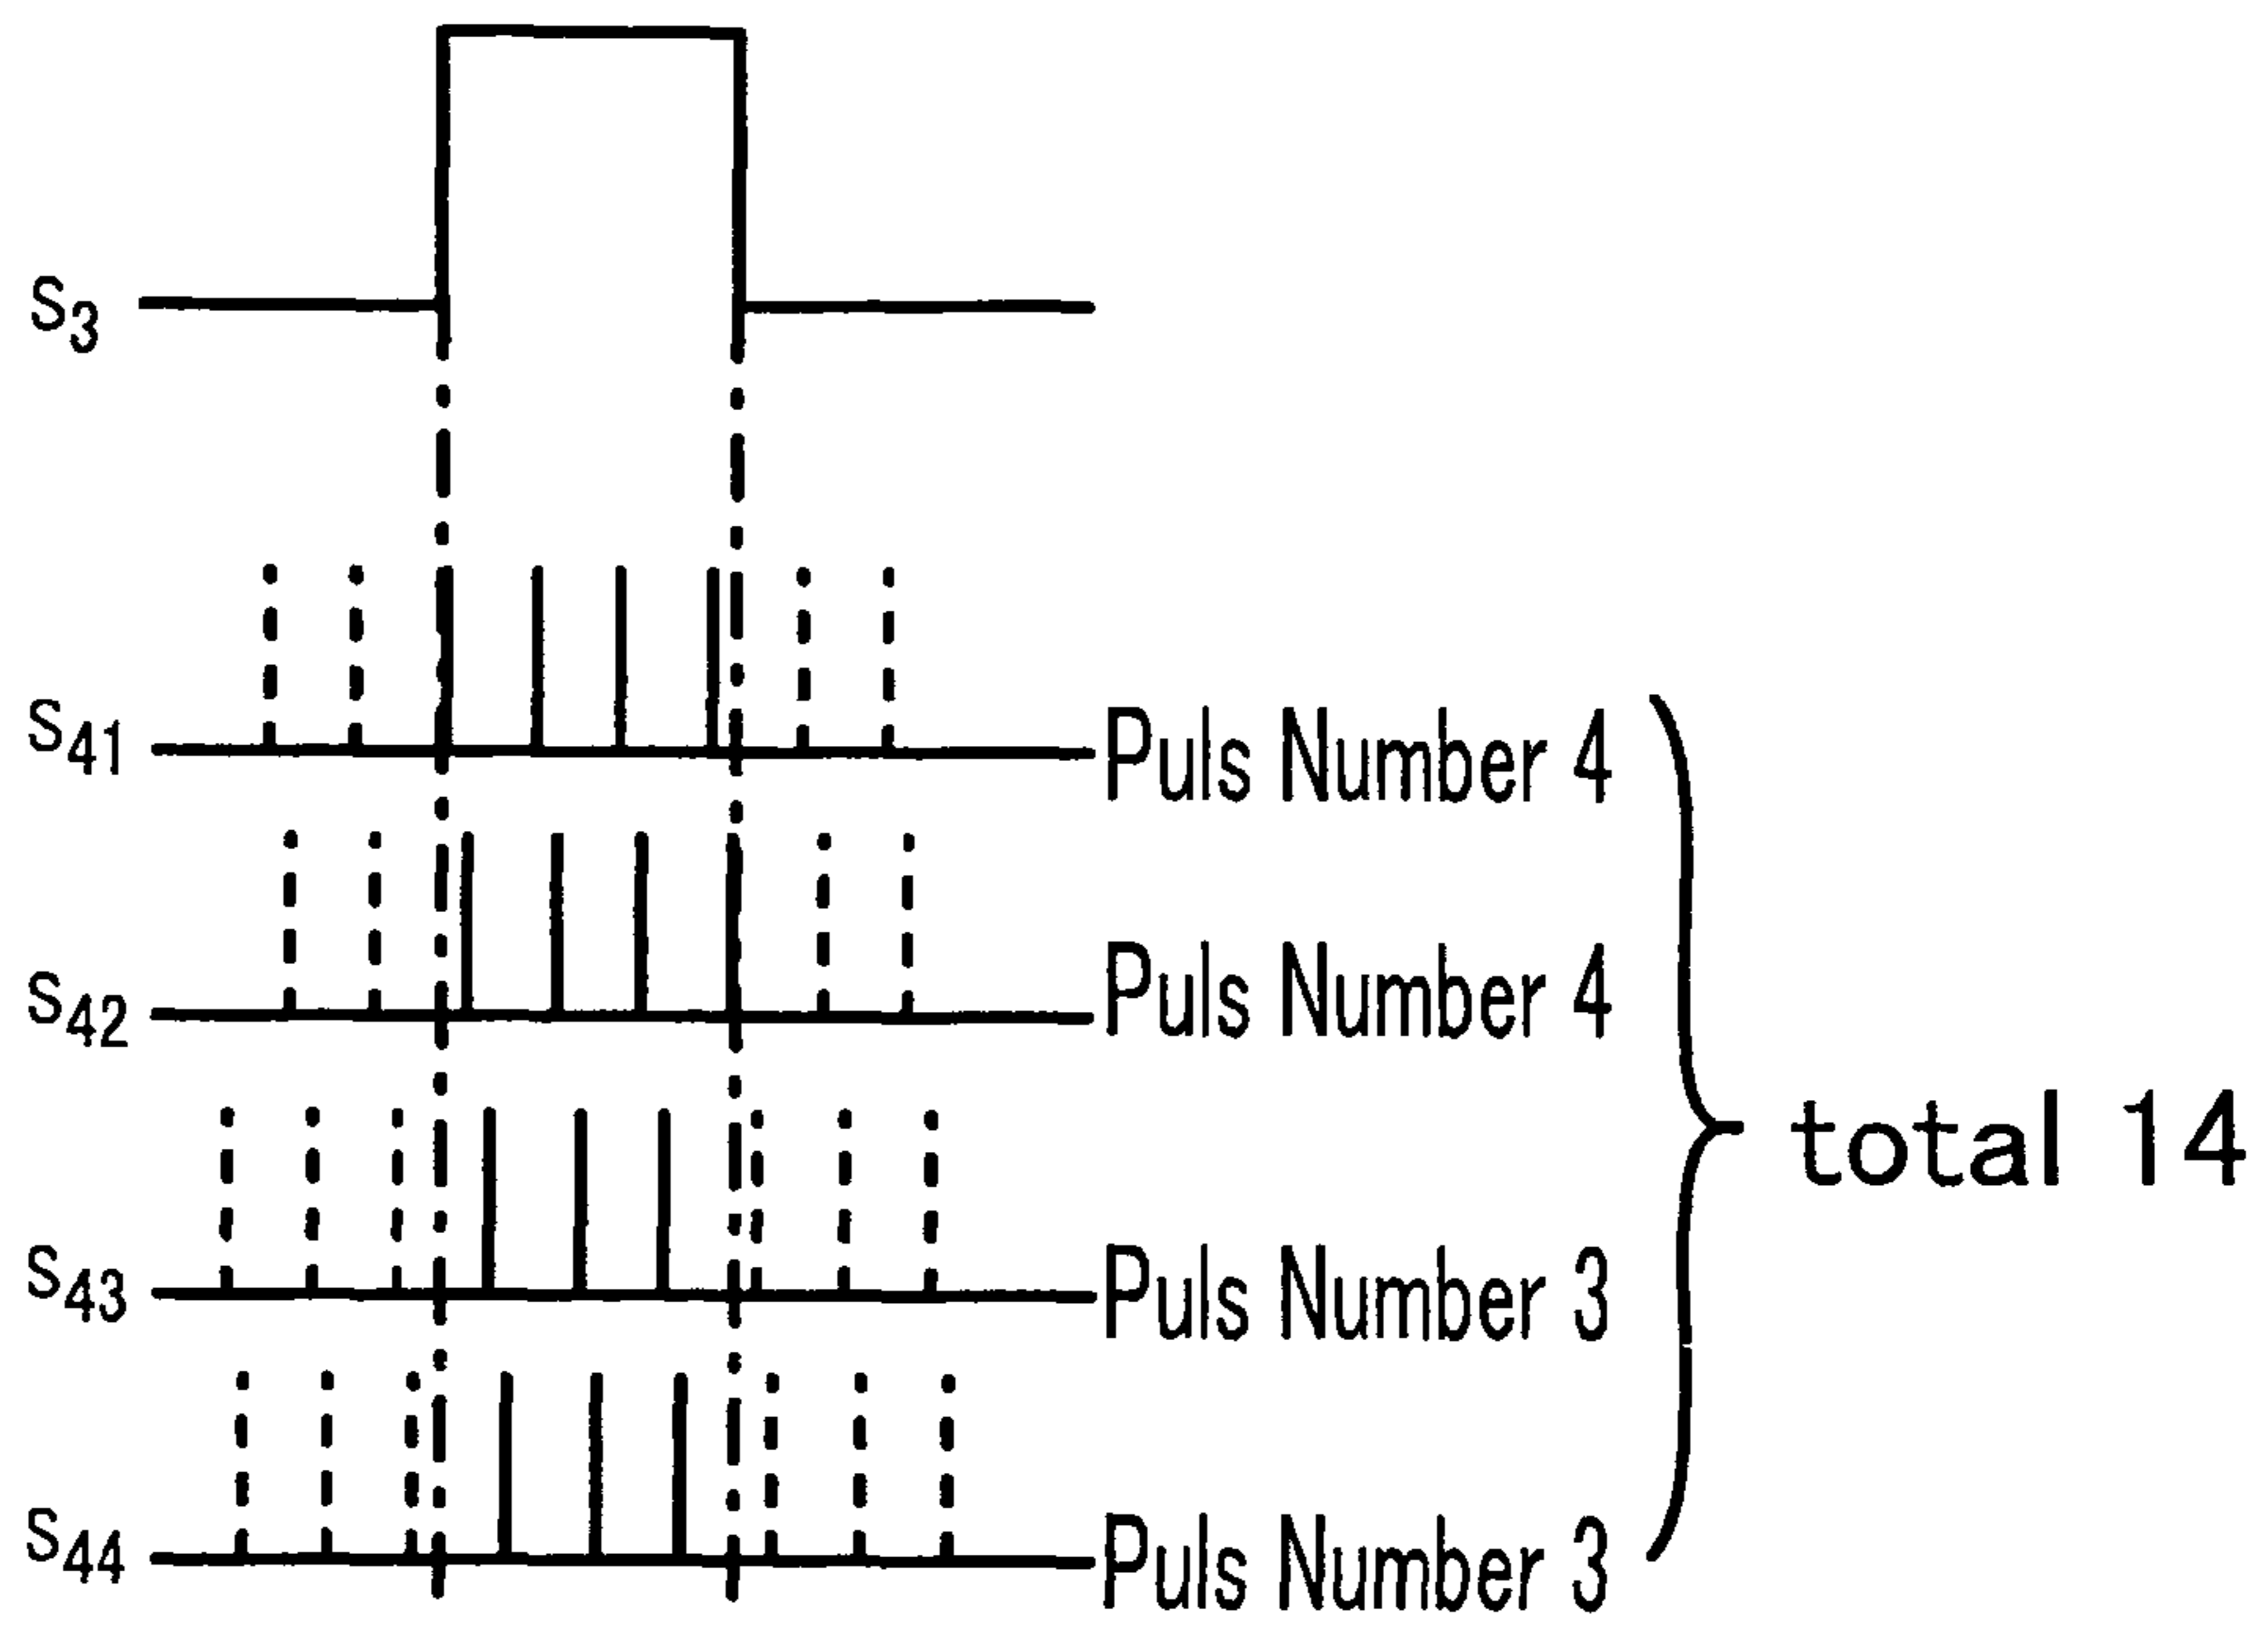 S3
S41 Puls Number 4
S42 Puls Number 4
total 14
S43 Puls Number 3
S44 Puls Number 3